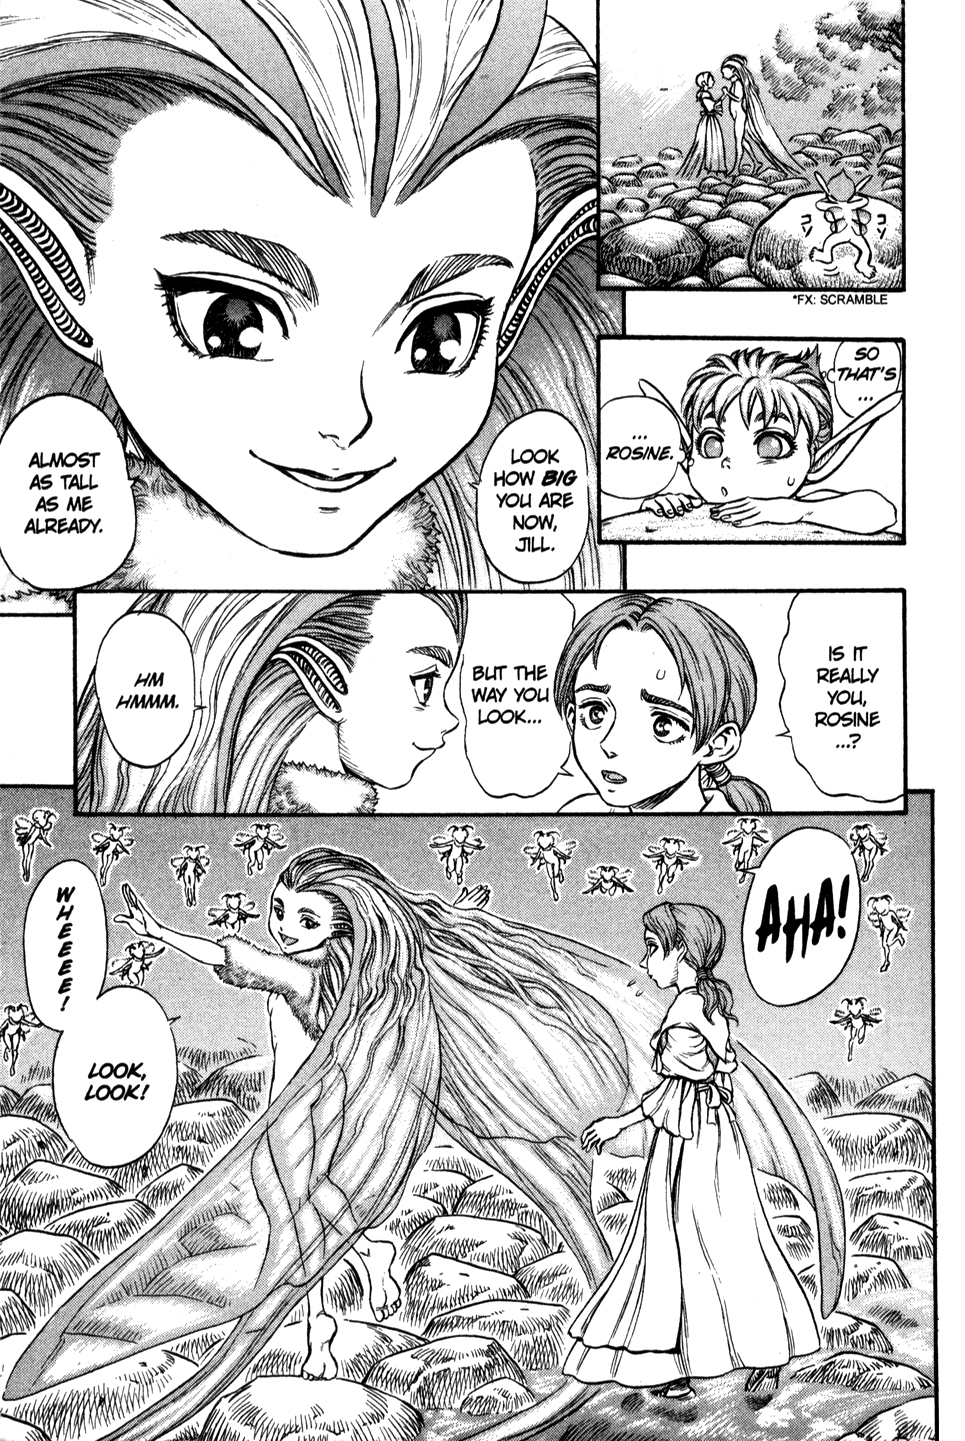 コソ
コソ
*FX: SCRAMBLE
SO
THAT'S
...
...
ROSINE.
LOOK
HOW BIG
YOU ARE
NOW,
JILL.
ALMOST
AS TALL
AS ME
ALREADY.
IS IT
REALLY
YOU,
ROSINE
...?
BUT THE
WAY YOU
LOOK...
HM
HMMM.
AHA!
WHEEEE!
LOOK,
LOOK!